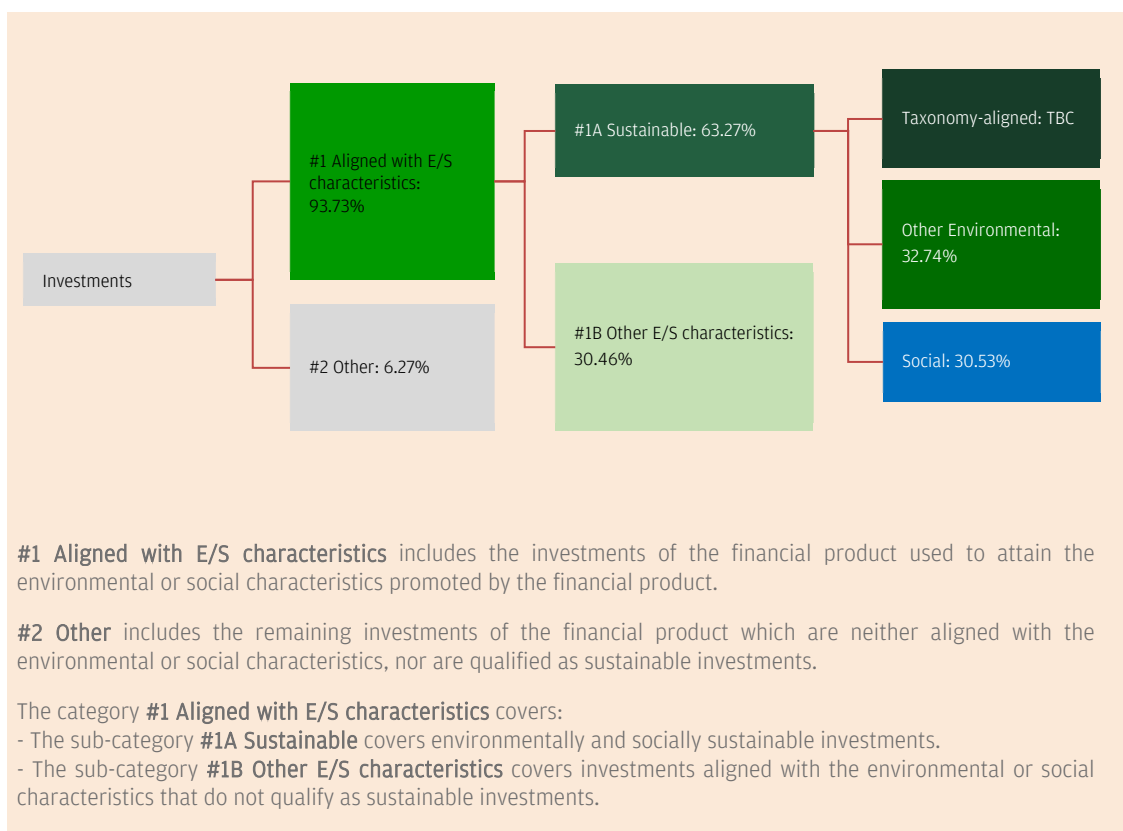 Investments
#1 Aligned with E/S
characteristics:
93.73%
#2 Other: 6.27%
#1A Sustainable: 63.27%
#1B Other E/S characteristics:
30.46%
Taxonomy-aligned: TBC
Other Environmental:
32.74%
Social: 30.53%
#1 Aligned with E/S characteristics includes the investments of the financial product used to attain the
environmental or social characteristics promoted by the financial product.
#2 Other includes the remaining investments of the financial product which are neither aligned with the
environmental or social characteristics, nor are qualified as sustainable investments.
The category #1 Aligned with E/S characteristics covers:
- The sub-category #1A Sustainable covers environmentally and socially sustainable investments.
- The sub-category #1B Other E/S characteristics covers investments aligned with the environmental or social
characteristics that do not qualify as sustainable investments.